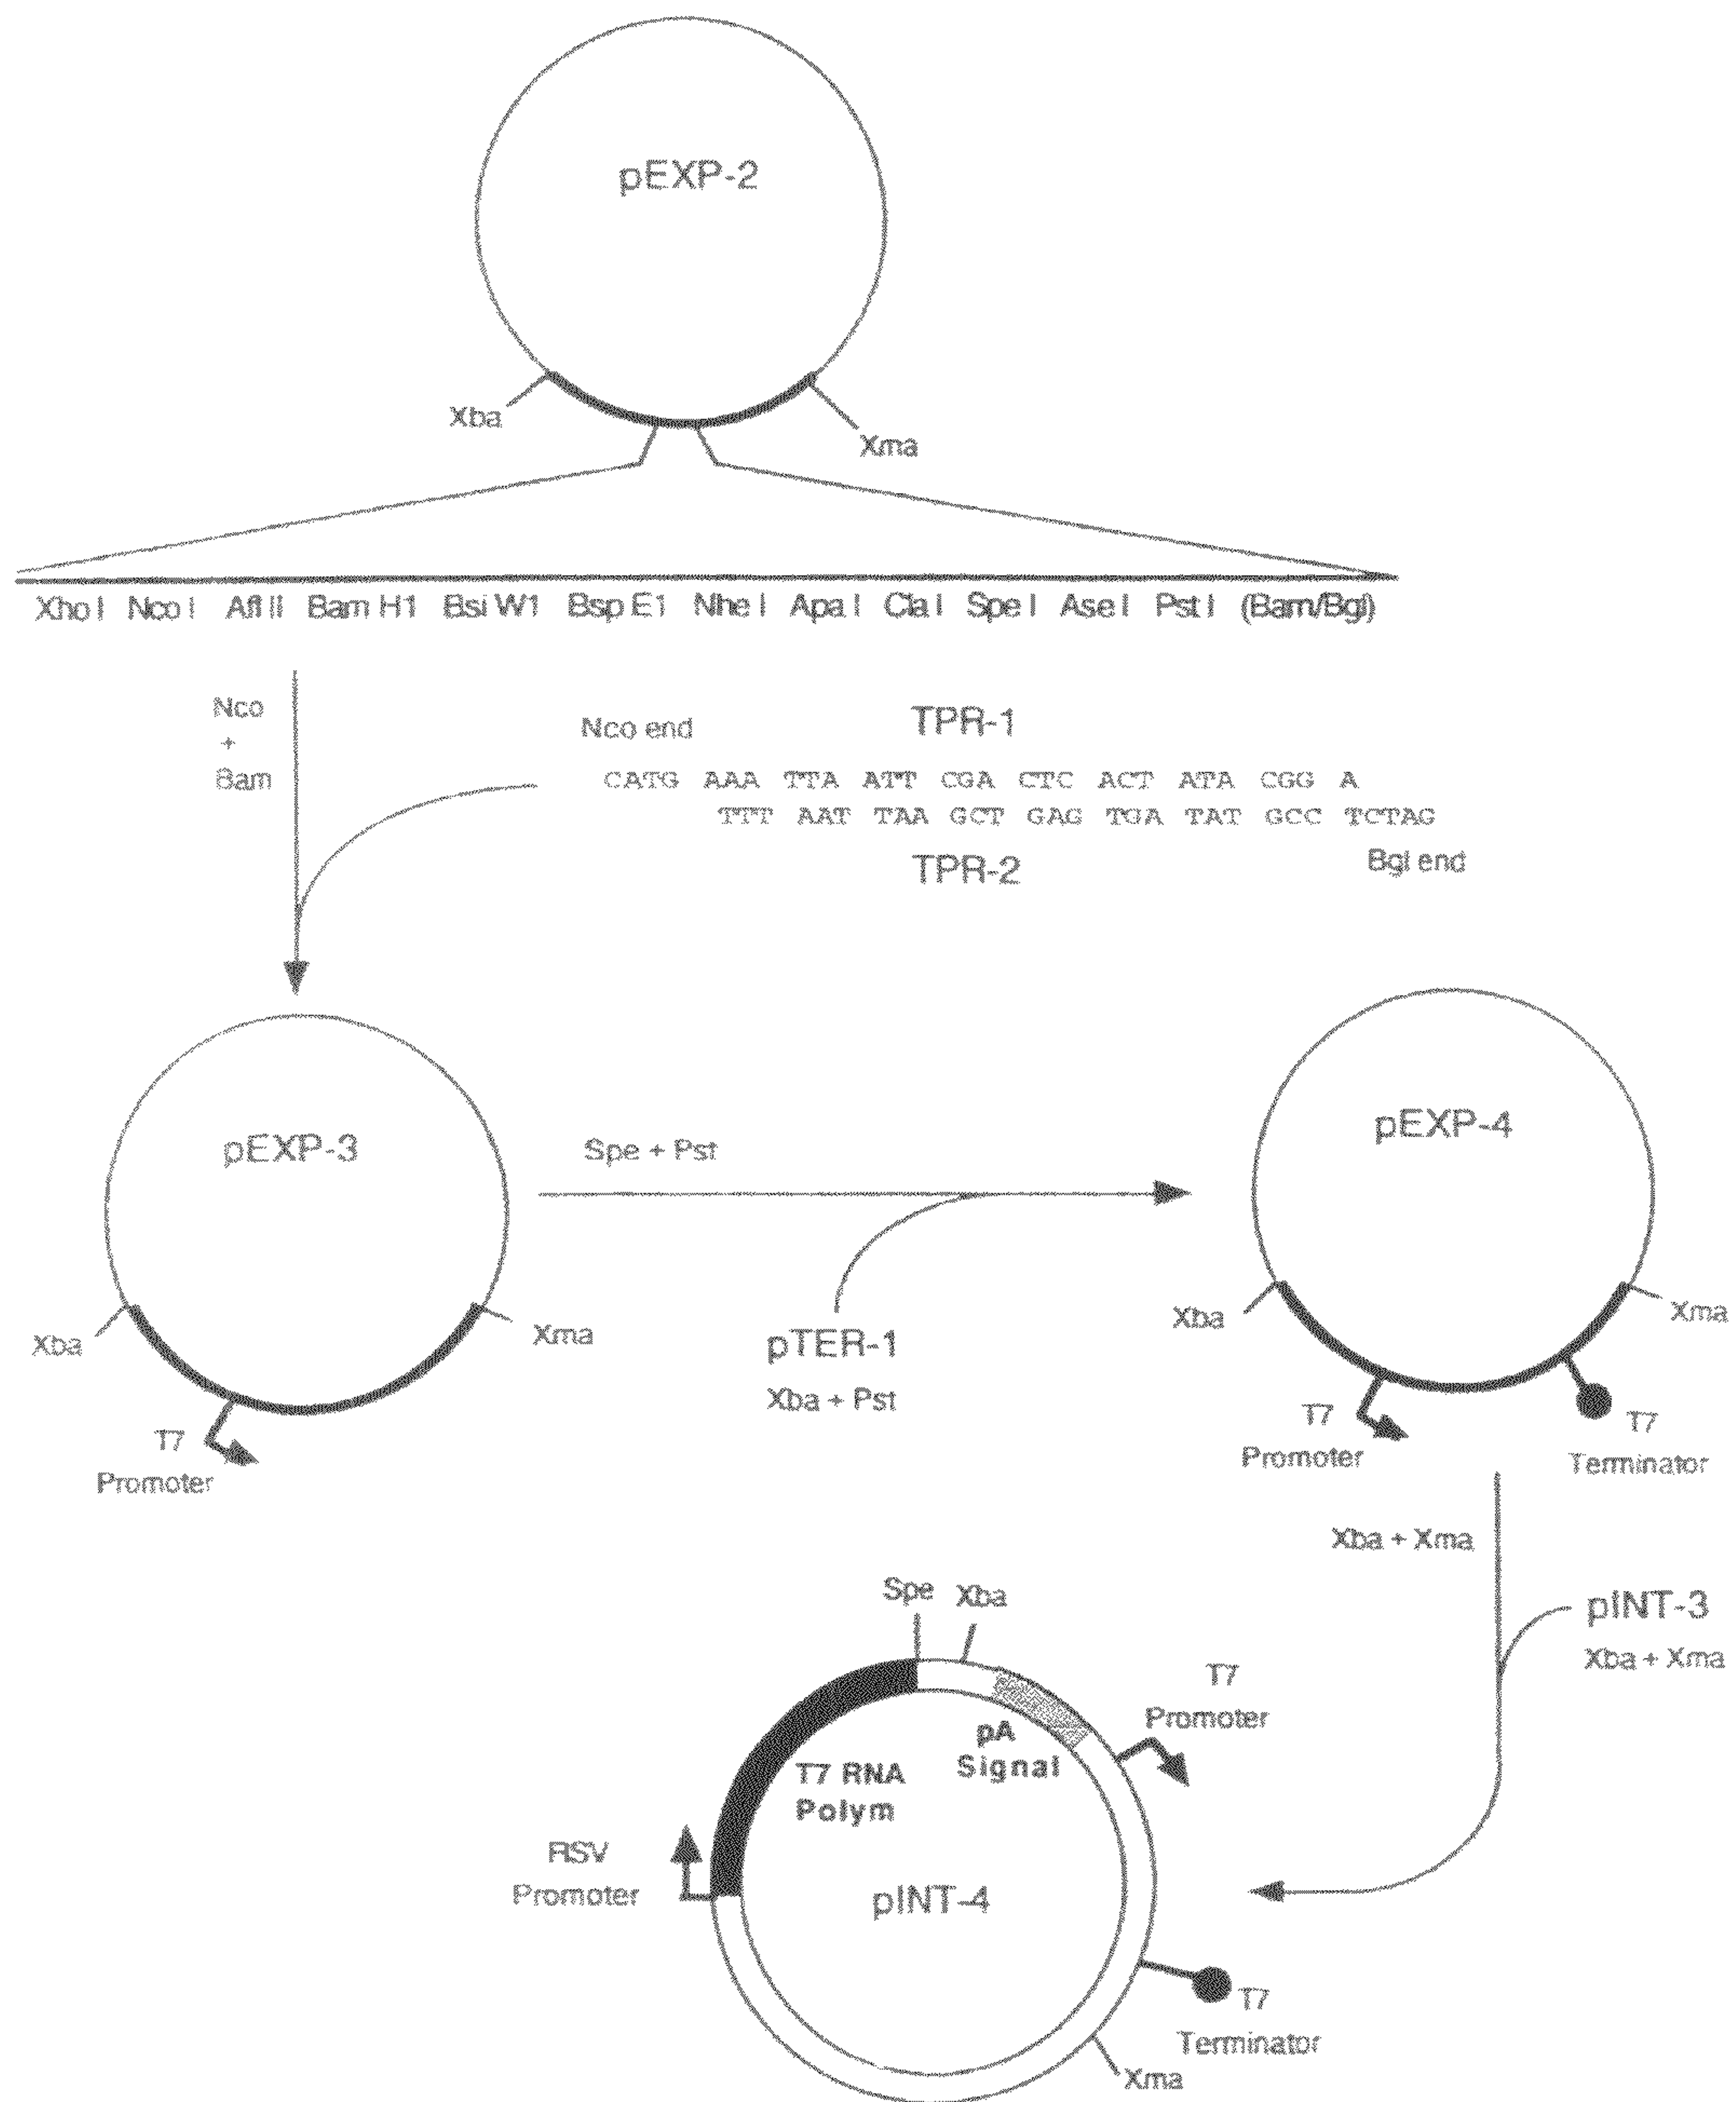 pEXP-2
Xba
Xma
Xho I Nco I Afl II Bam H1 Bsi W1 Bsp E1 Nhe I Apa I Cla I Spe I Ase I Pst I (Bam/Bgl)
Nco
+
Bam
Nco end
TPR-1
CATG AAA TTA ATT CGA CTC ACT ATA CGG A
TTT AAT TAA GCT GAG TGA TAT GCC TCTAG
TPR-2
Bgl end
pEXP-3
Spe + Pst
pEXP-4
Xba
Xma
pTER-1
Xba + Pst
Xba
Xma
T7
Promoter
T7
Promoter
T7
Terminator
Xba + Xma
pINT-3
Xba + Xma
Spe
Xba
T7
Promoter
pA
Signal
T7 RNA
Polym
RSV
Promoter
pINT-4
T7
Terminator
Xma